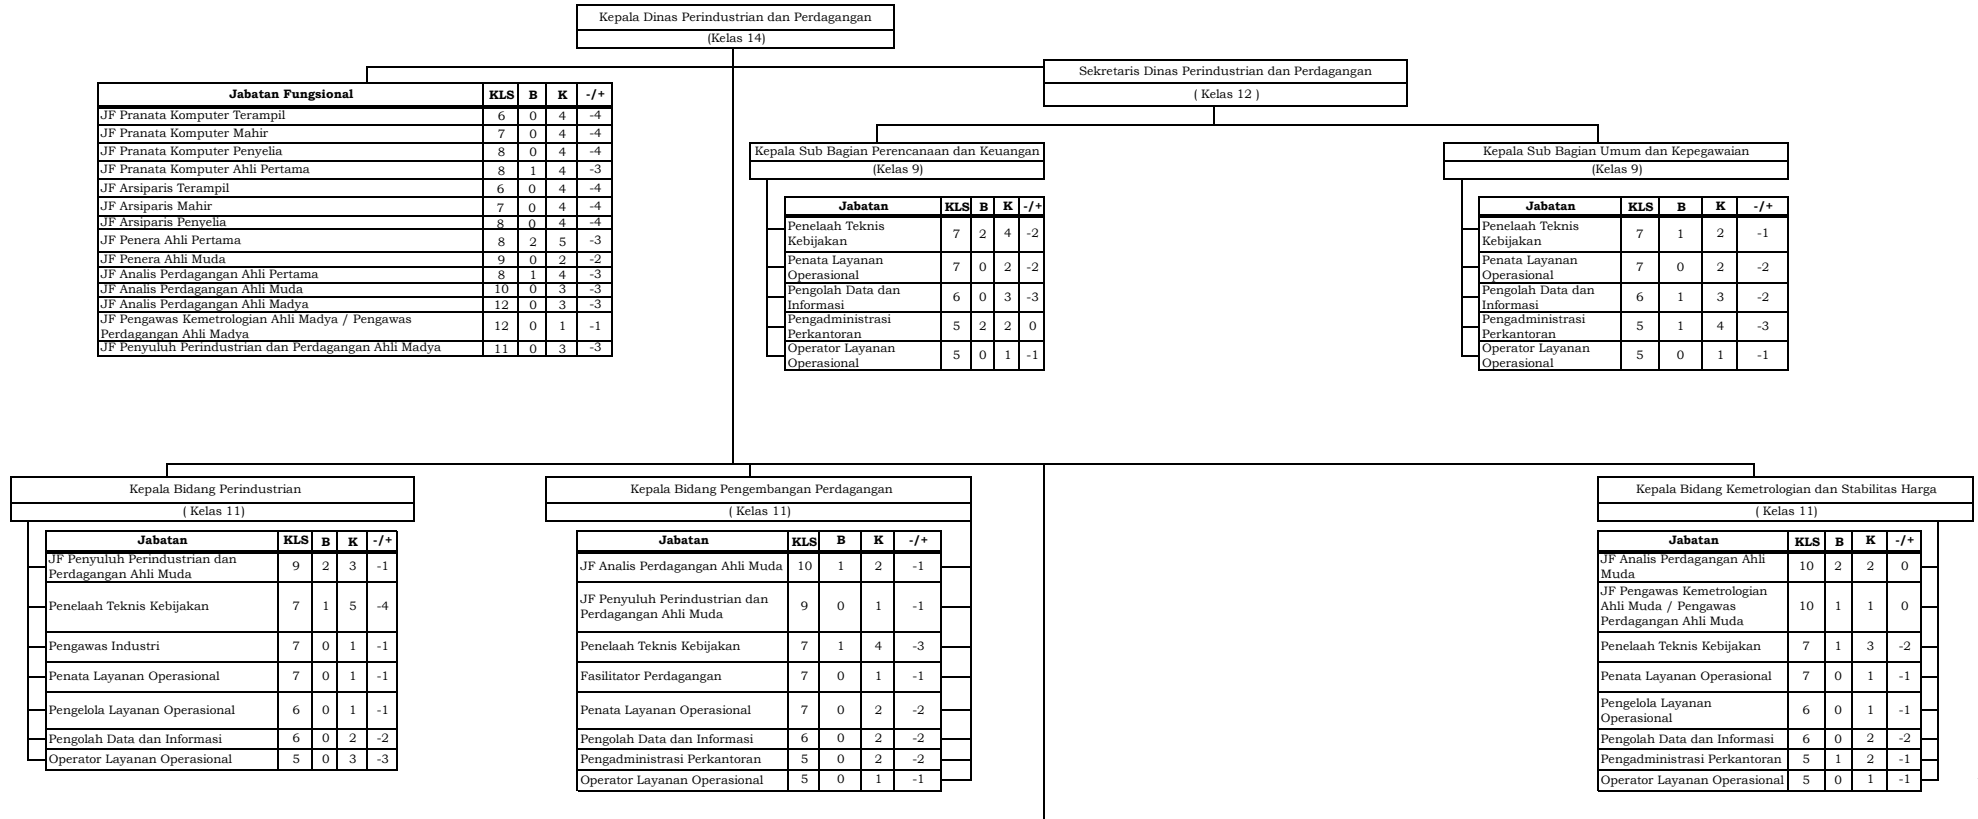 Kepala Dinas Perindustrian dan Perdagangan
(Kelas 14)
Sekretaris Dinas Perindustrian dan Perdagangan
( Kelas 12 )
Jabatan Fungsional KLS B K -/+
JF Pranata Komputer Terampil 6 0 4 -4
JF Pranata Komputer Mahir 7 0 4 -4
JF Pranata Komputer Penyelia 8 0 4 -4
JF Pranata Komputer Ahli Pertama 8 1 4 -3
JF Arsiparis Terampil 6 0 4 -4
JF Arsiparis Mahir 7 0 4 -4
JF Arsiparis Penyelia 8 0 4 -4
JF Penera Ahli Pertama 8 2 5 -3
JF Penera Ahli Muda 9 0 2 -2
JF Analis Perdagangan Ahli Pertama 8 1 4 -3
JF Analis Perdagangan Ahli Muda 10 0 3 -3
JF Analis Perdagangan Ahli Madya 12 0 3 -3
JF Pengawas Kemetrologian Ahli Madya / Pengawas
Perdagangan Ahli Madya 12 0 1 -1
JF Penyuluh Perindustrian dan Perdagangan Ahli Madya 11 0 3 -3
Kepala Sub Bagian Perencanaan dan Keuangan
(Kelas 9)
Jabatan KLS B K -/+
Penelaah Teknis
Kebijakan 7 2 4 -2
Penata Layanan
Operasional 7 0 2 -2
Pengolah Data dan
Informasi 6 0 3 -3
Pengadministrasi
Perkantoran 5 2 2 0
Operator Layanan
Operasional 5 0 1 -1
Kepala Sub Bagian Umum dan Kepegawaian
(Kelas 9)
Jabatan KLS B K -/+
Penelaah Teknis
Kebijakan 7 1 2 -1
Penata Layanan
Operasional 7 0 2 -2
Pengolah Data dan
Informasi 6 1 3 -2
Pengadministrasi
Perkantoran 5 1 4 -3
Operator Layanan
Operasional 5 0 1 -1
Kepala Bidang Perindustrian
( Kelas 11)
Jabatan KLS B K -/+
JF Penyuluh Perindustrian dan
Perdagangan Ahli Muda 9 2 3 -1
Penelaah Teknis Kebijakan 7 1 5 -4
Pengawas Industri 7 0 1 -1
Penata Layanan Operasional 7 0 1 -1
Pengelola Layanan Operasional 6 0 1 -1
Pengolah Data dan Informasi 6 0 2 -2
Operator Layanan Operasional 5 0 3 -3
Kepala Bidang Pengembangan Perdagangan
( Kelas 11)
Jabatan KLS B K -/+
JF Analis Perdagangan Ahli Muda 10 1 2 -1
JF Penyuluh Perindustrian dan
Perdagangan Ahli Muda 9 0 1 -1
Penelaah Teknis Kebijakan 7 1 4 -3
Fasilitator Perdagangan 7 0 1 -1
Penata Layanan Operasional 7 0 2 -2
Pengolah Data dan Informasi 6 0 2 -2
Pengadministrasi Perkantoran 5 0 2 -2
Operator Layanan Operasional 5 0 1 -1
Kepala Bidang Kemetrologian dan Stabilitas Harga
( Kelas 11)
Jabatan KLS B K -/+
JF Analis Perdagangan Ahli
Muda 10 2 2 0
JF Pengawas Kemetrologian
Ahli Muda / Pengawas
Perdagangan Ahli Muda 10 1 1 0
Penelaah Teknis Kebijakan 7 1 3 -2
Penata Layanan Operasional 7 0 1 -1
Pengelola Layanan
Operasional 6 0 1 -1
Pengolah Data dan Informasi 6 0 2 -2
Pengadministrasi Perkantoran 5 1 2 -1
Operator Layanan Operasional 5 0 1 -1